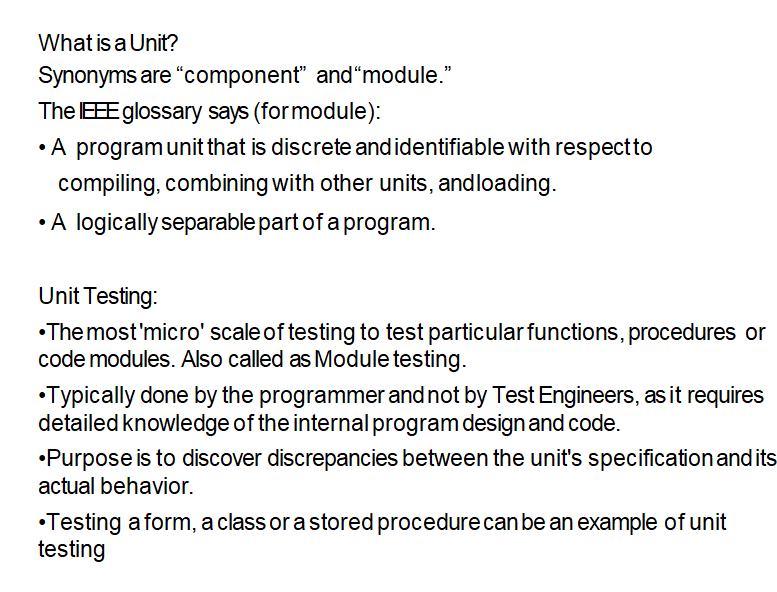 What is a Unit?
Synonyms are “component” and “module.”
The IEEE glossary says (for module):
• A program unit that is discrete and identifiable with respect to
compiling, combining with other units, and loading.
• A logically separable part of a program.
Unit Testing:
•The most 'micro' scale of testing to test particular functions, procedures or
code modules. Also called as Module testing.
•Typically done by the programmer and not by Test Engineers, as it requires
detailed knowledge of the internal program design and code.
•Purpose is to discover discrepancies between the unit's specification and its
actual behavior.
•Testing a form, a class or a stored procedure can be an example of unit
testing